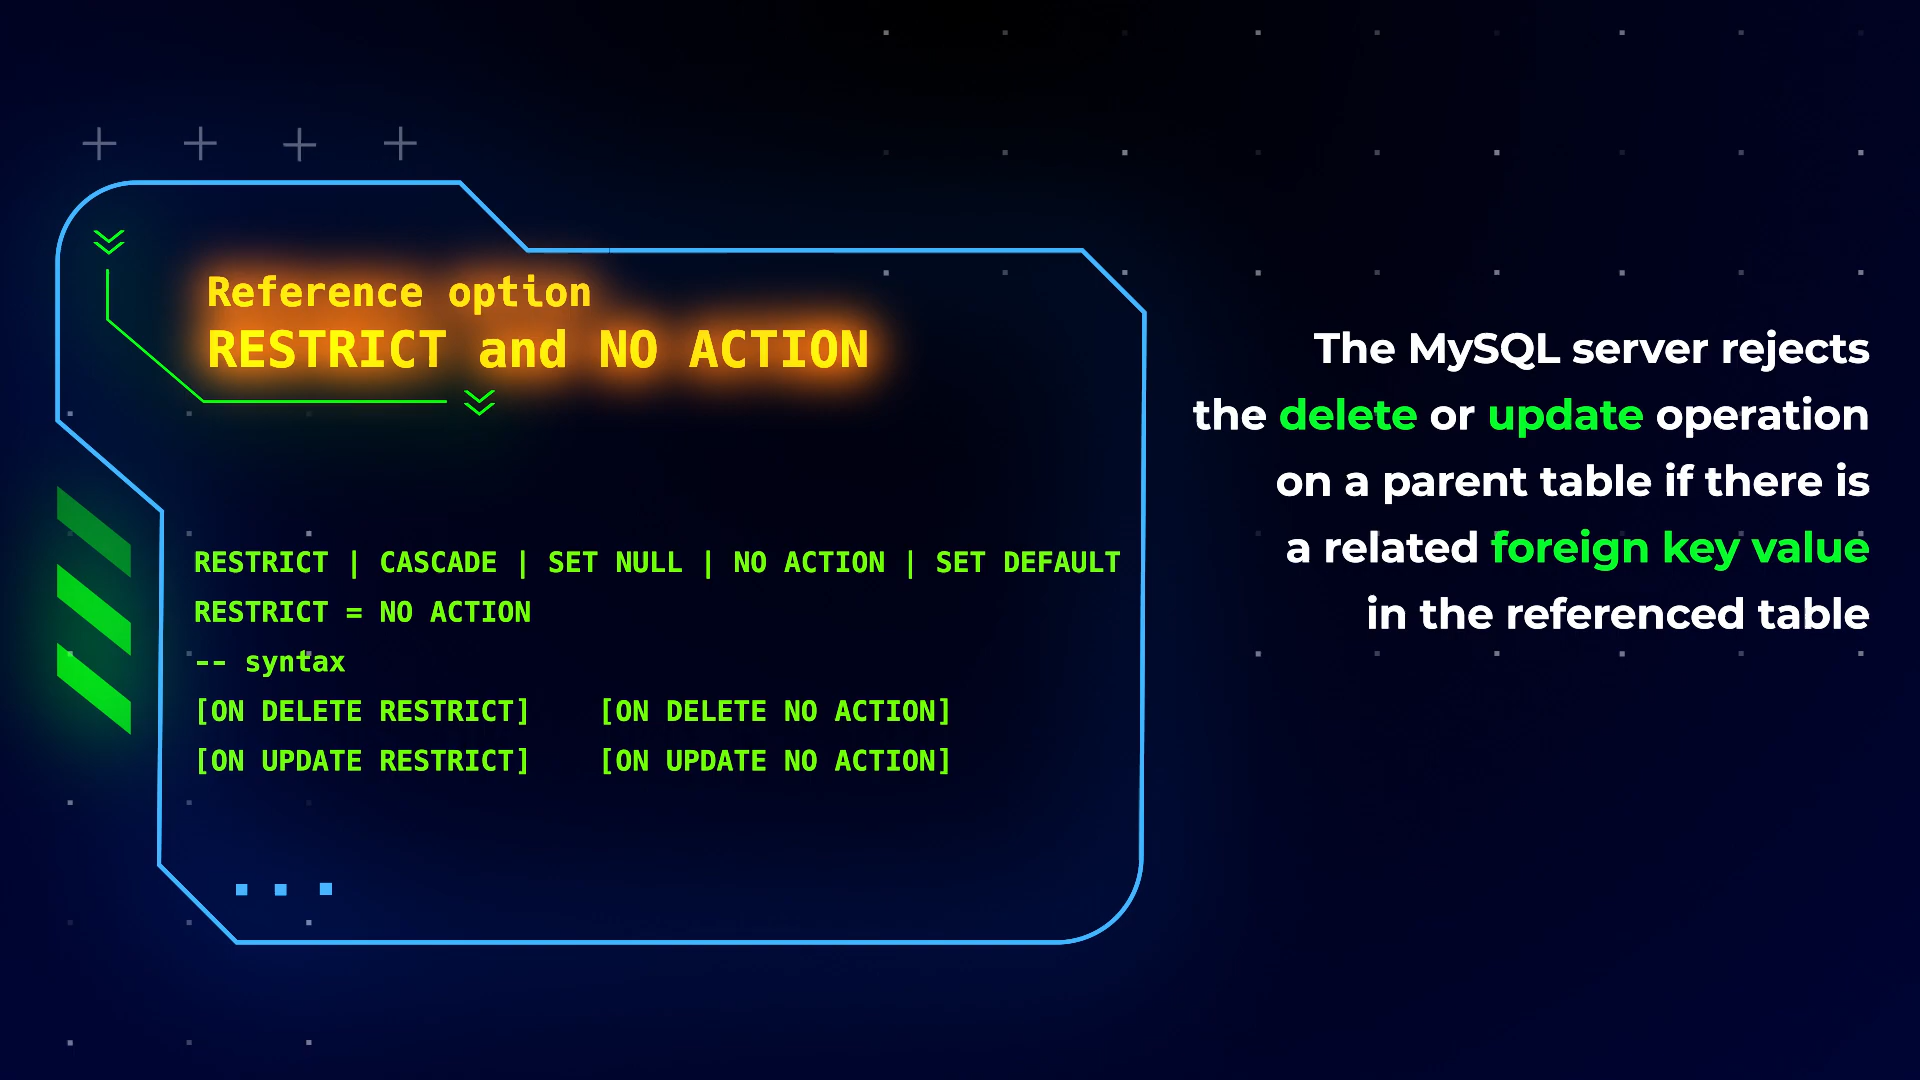 Reference option
RESTRICT and NO ACTION
RESTRICT | CASCADE | SET NULL | NO ACTION | SET DEFAULT
RESTRICT = NO ACTION
-- syntax
[ON DELETE RESTRICT]    [ON DELETE NO ACTION]
[ON UPDATE RESTRICT]    [ON UPDATE NO ACTION]
The MySQL server rejects
the delete or update operation
on a parent table if there is
a related foreign key value
in the referenced table